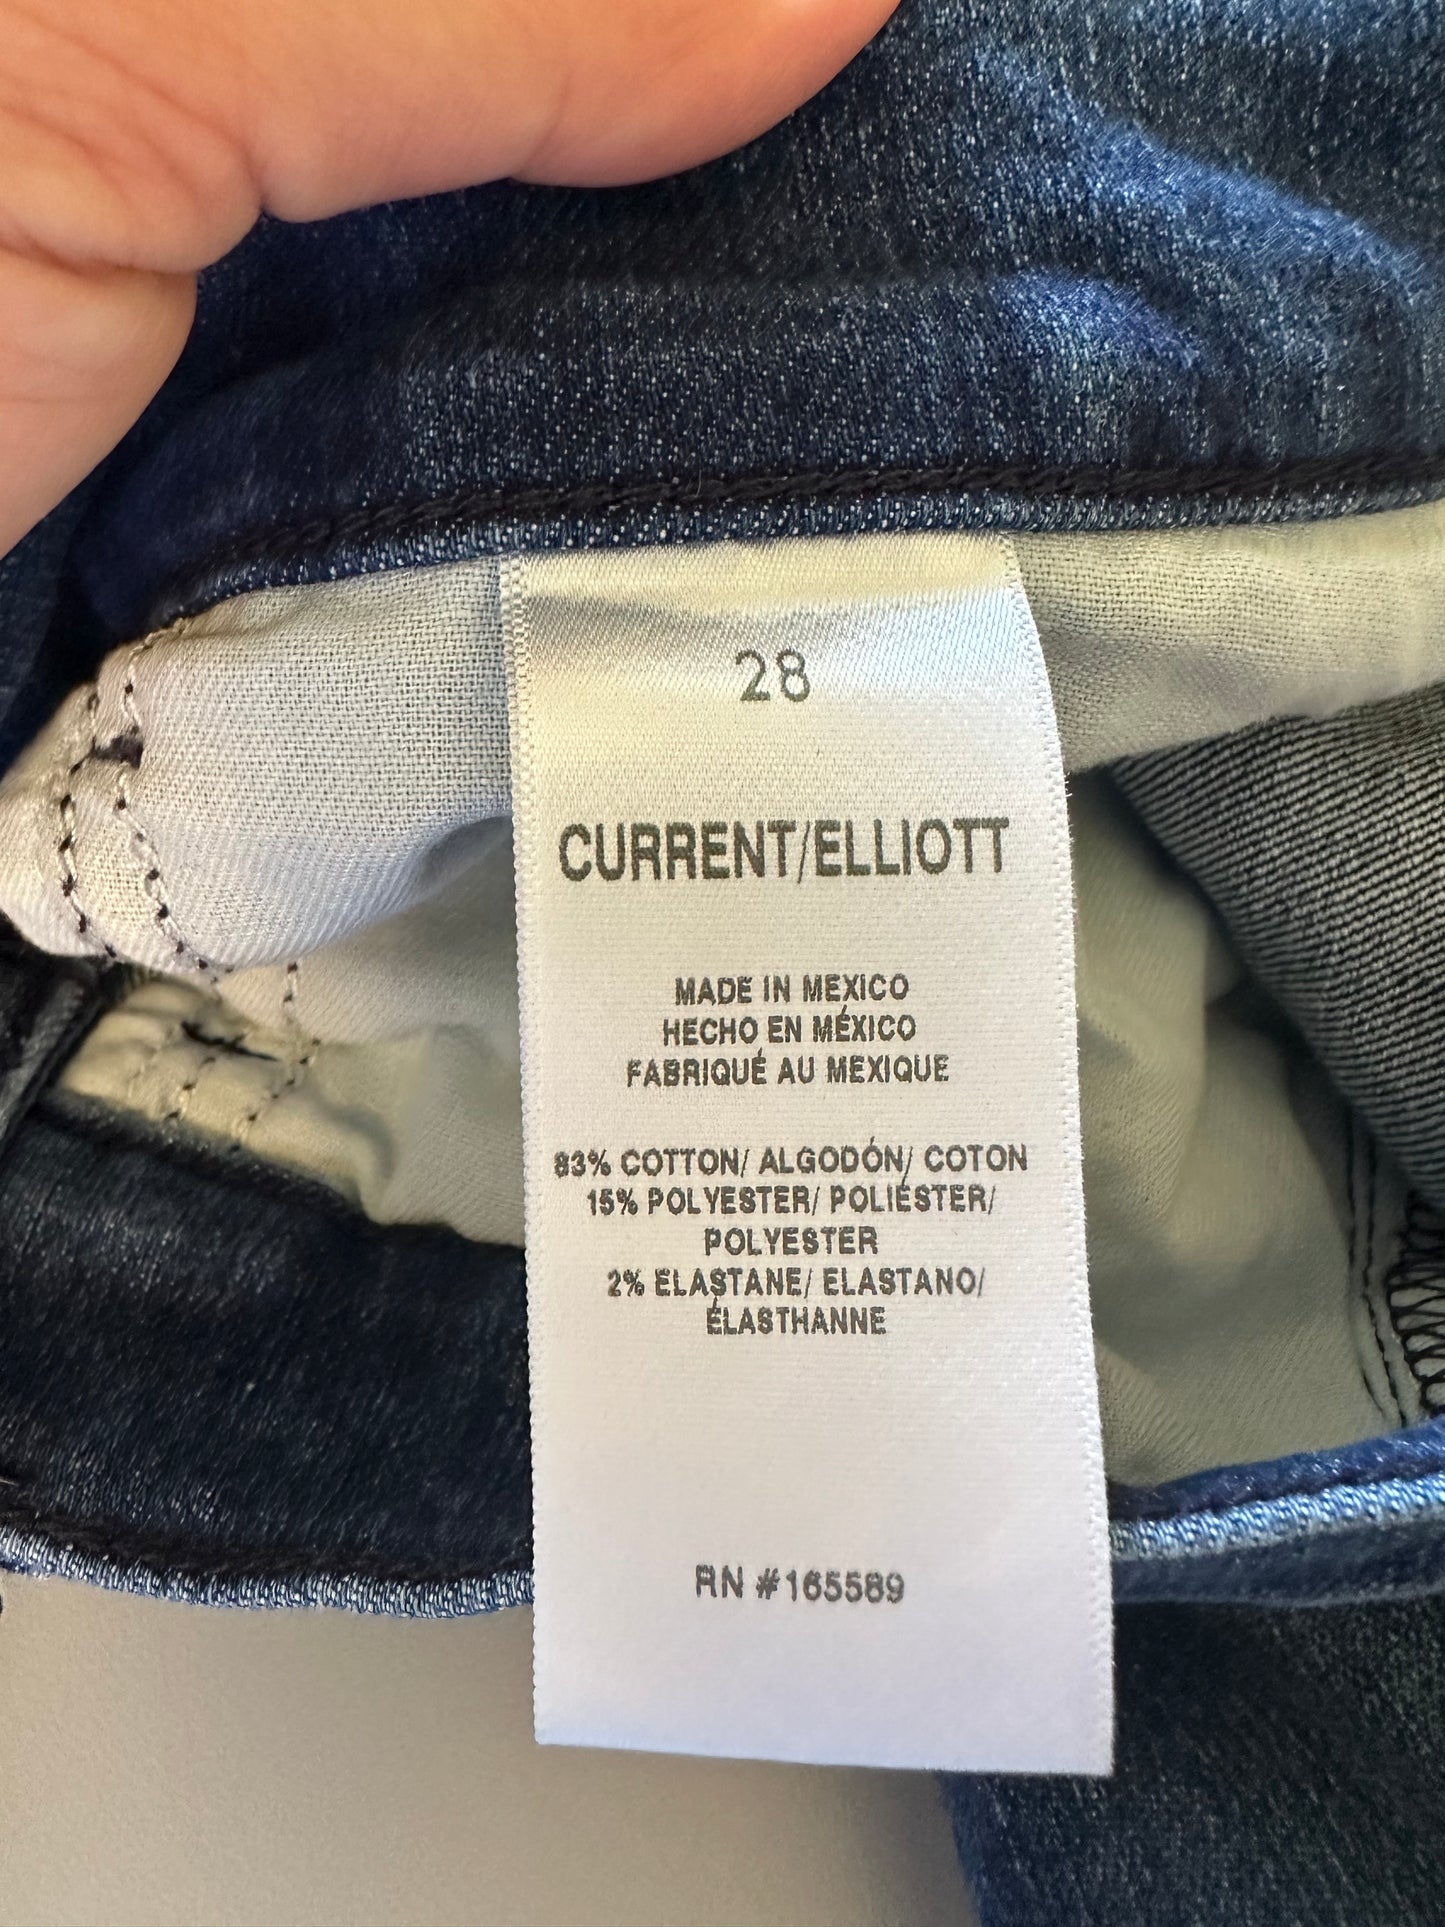 28
CURRENT/ELLIOTT
MADE IN MEXICO
HECHO EN MÉXICO
FABRIQUÉ AU MEXIQUE
83% COTTON/ ALGODÓN/ COTON
15% POLYESTER/ POLIÉSTER/
POLYESTER
2% ELASTANE/ ELASTANO/
ÉLASTHANNE
RN #165589